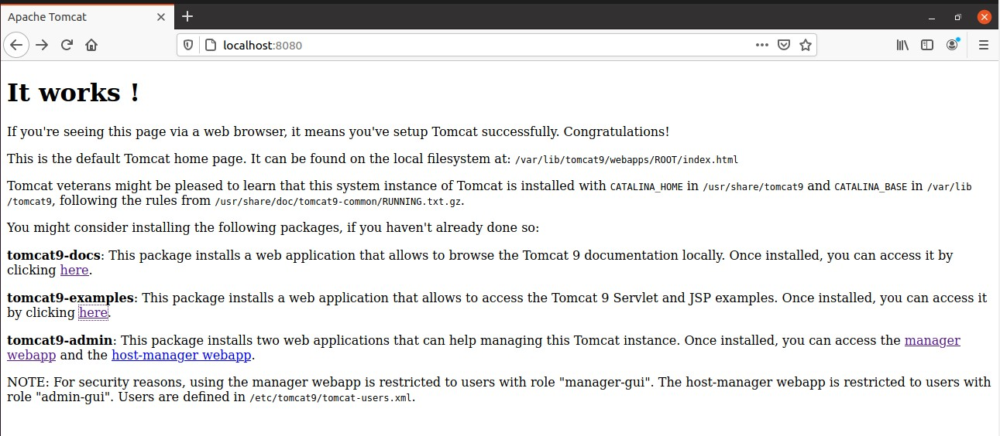 Apache Tomcat
localhost:8080
It works !
If you're seeing this page via a web browser, it means you've setup Tomcat successfully. Congratulations!
This is the default Tomcat home page. It can be found on the local filesystem at: /var/lib/tomcat9/webapps/ROOT/index.html
Tomcat veterans might be pleased to learn that this system instance of Tomcat is installed with CATALINA_HOME in /usr/share/tomcat9 and CATALINA_BASE in /var/lib
/tomcat9, following the rules from /usr/share/doc/tomcat9-common/RUNNING.txt.gz.
You might consider installing the following packages, if you haven't already done so:
tomcat9-docs: This package installs a web application that allows to browse the Tomcat 9 documentation locally. Once installed, you can access it by
clicking here.
tomcat9-examples: This package installs a web application that allows to access the Tomcat 9 Servlet and JSP examples. Once installed, you can access it
by clicking here.
tomcat9-admin: This package installs two web applications that can help managing this Tomcat instance. Once installed, you can access the manager
webapp and the host-manager webapp.
NOTE: For security reasons, using the manager webapp is restricted to users with role "manager-gui". The host-manager webapp is restricted to users with
role "admin-gui". Users are defined in /etc/tomcat9/tomcat-users.xml.